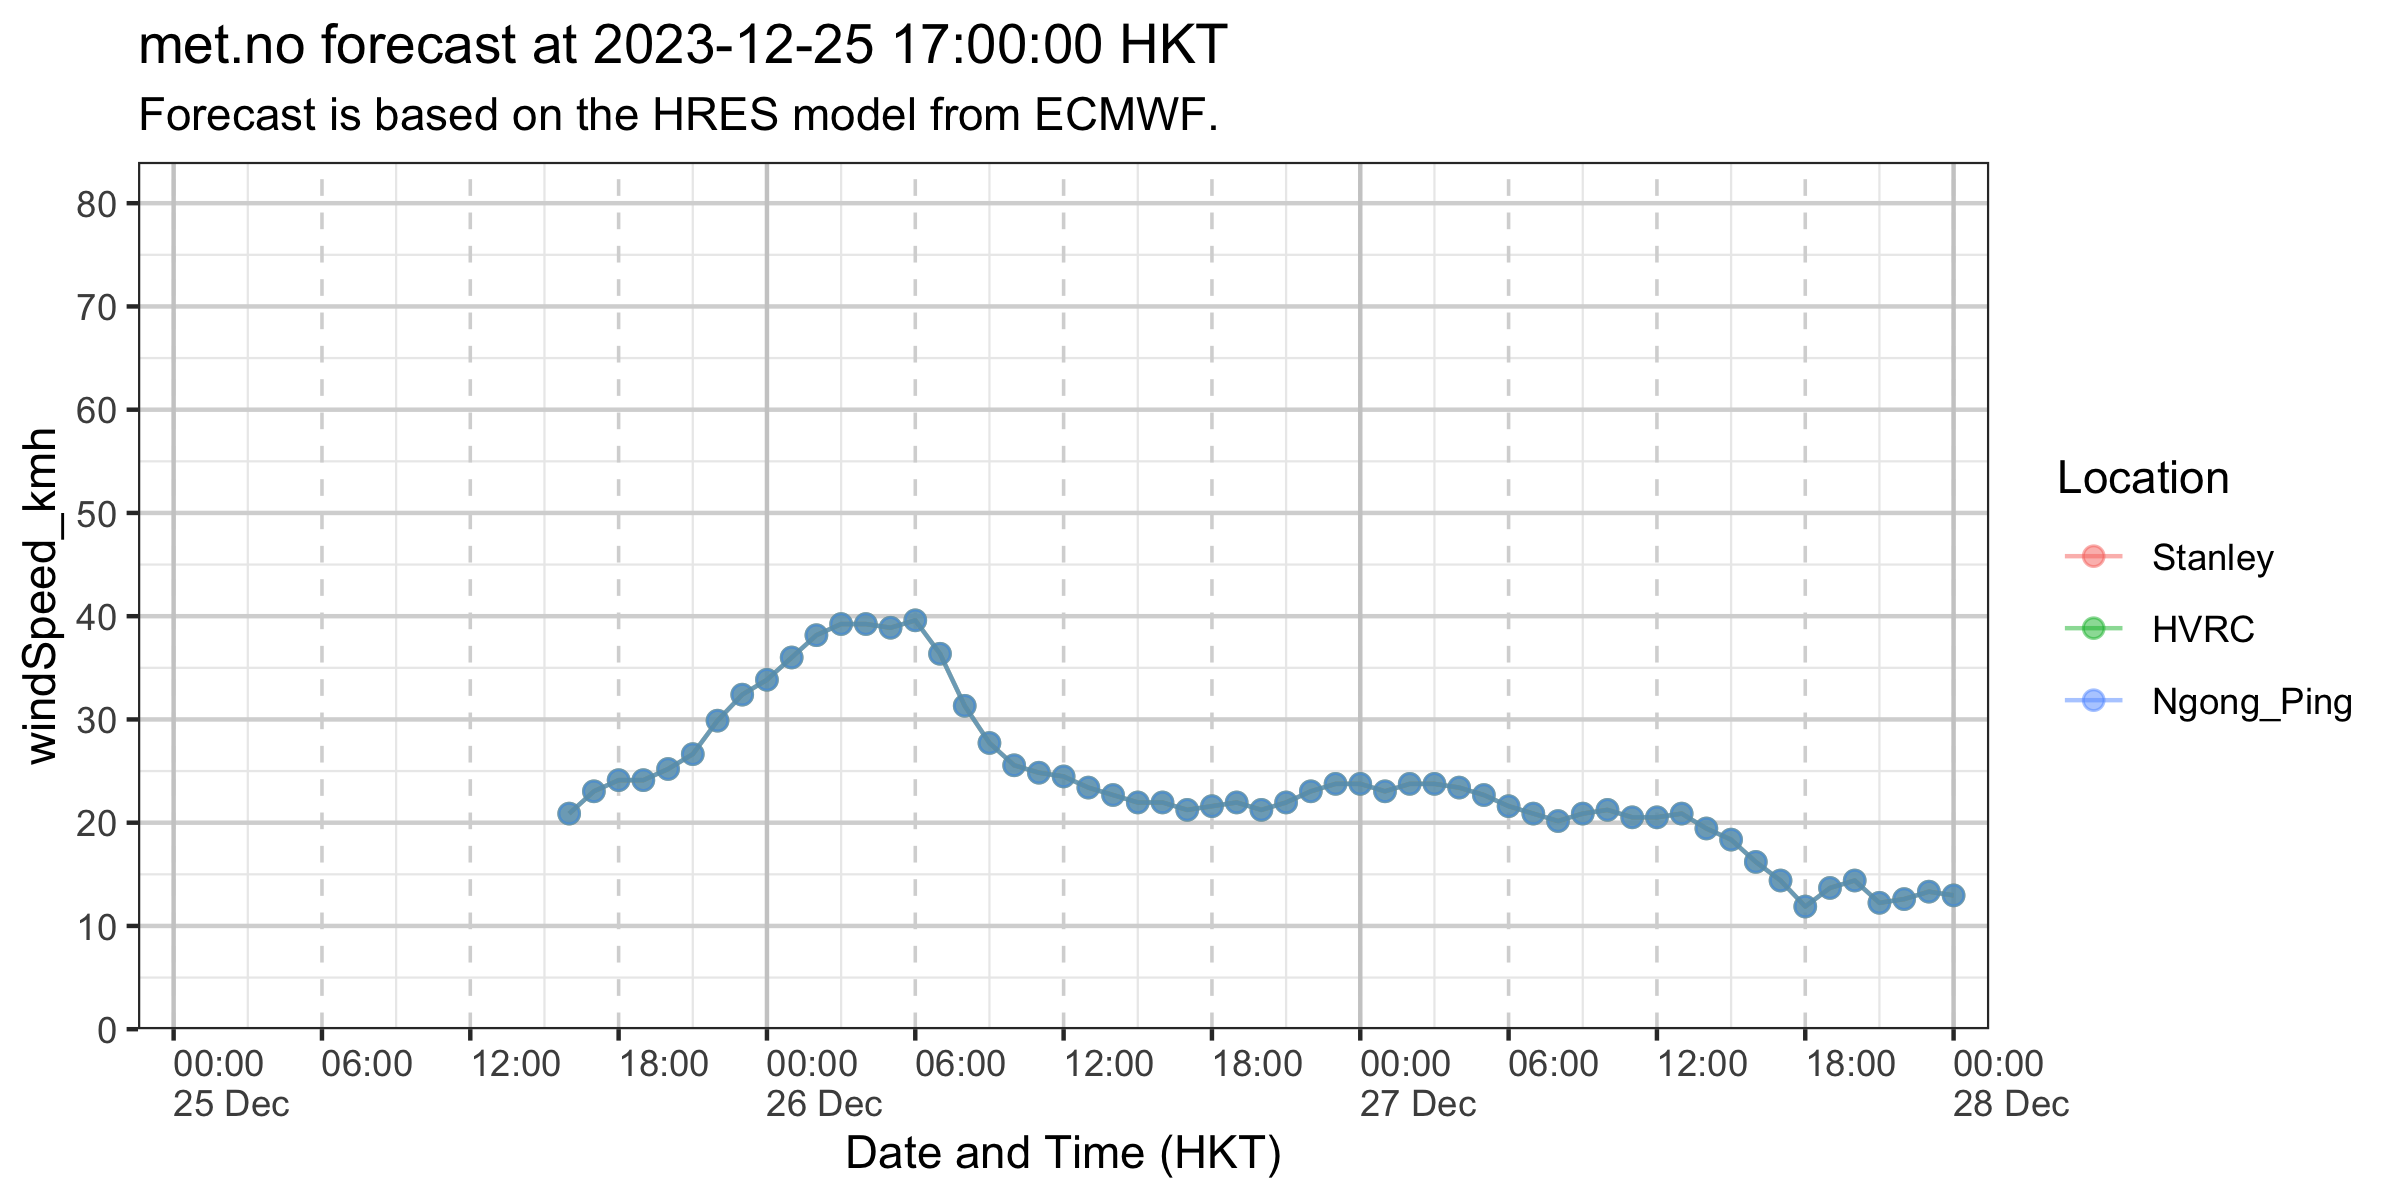 met.no forecast at 2023-12-25 17:00:00 HKT
Forecast is based on the HRES model from ECMWF.
windSpeed_kmh
80
70
60
50
40
30
20
10
0
00:00 06:00 12:00 18:00 00:00 06:00 12:00 18:00 00:00 06:00 12:00 18:00 00:00
25 Dec 26 Dec 27 Dec 28 Dec
Date and Time (HKT)
Location
Stanley
HVRC
Ngong_Ping